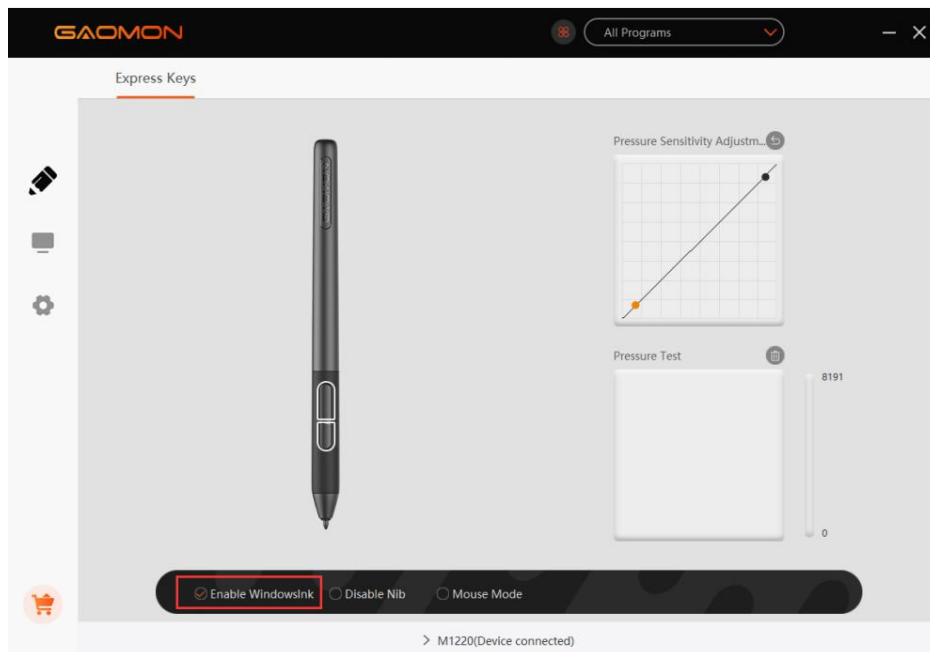 GAOMON
All Programs
Express Keys
Pressure Sensitivity Adjustm...
GAOMON
Pressure Test
8191
0
Enable WindowsInk Disable Nib Mouse Mode
M1220(Device connected)